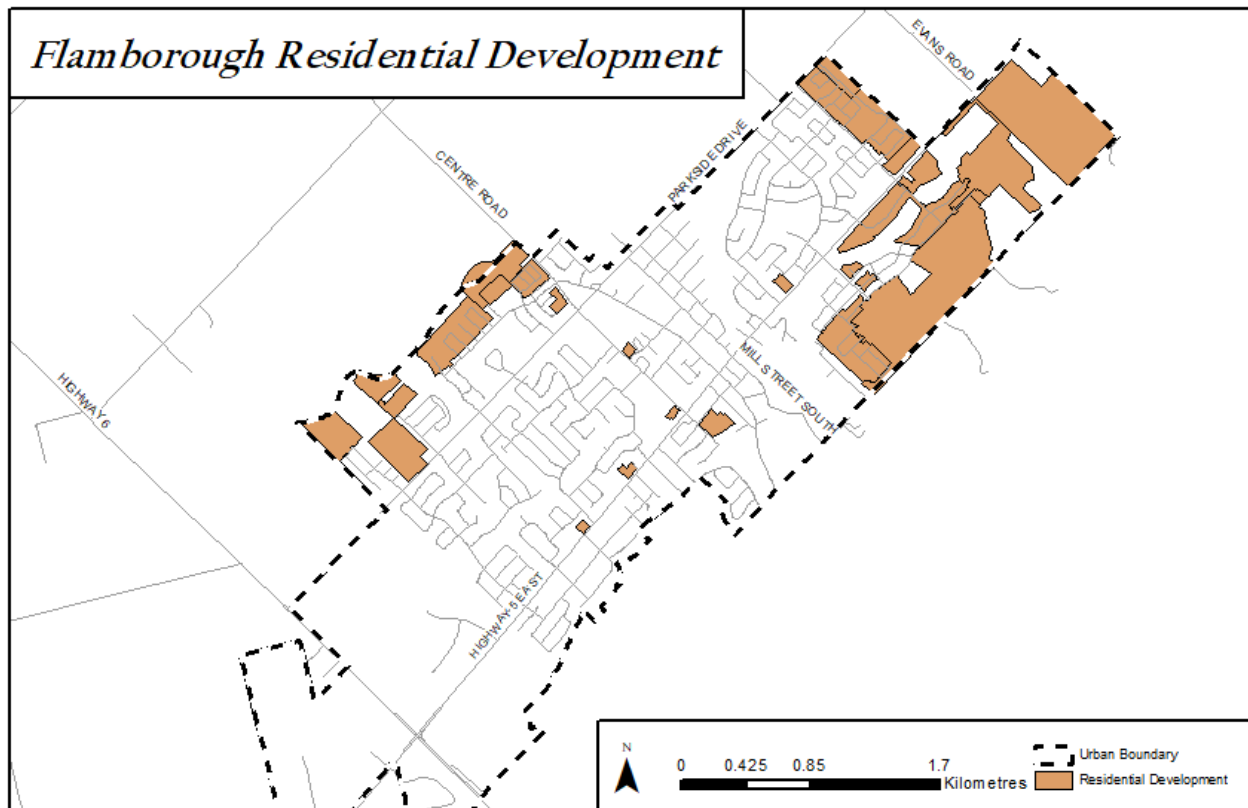 Flamborough Residential Development
EVANS ROAD
PARKSIDE DRIVE
CENTRE ROAD
HIGHWAY 6
MILL STREET SOUTH
HIGHWAY 5 EAST
N
0 0.425 0.85 1.7
Kilometres
Urban Boundary
Residential Development